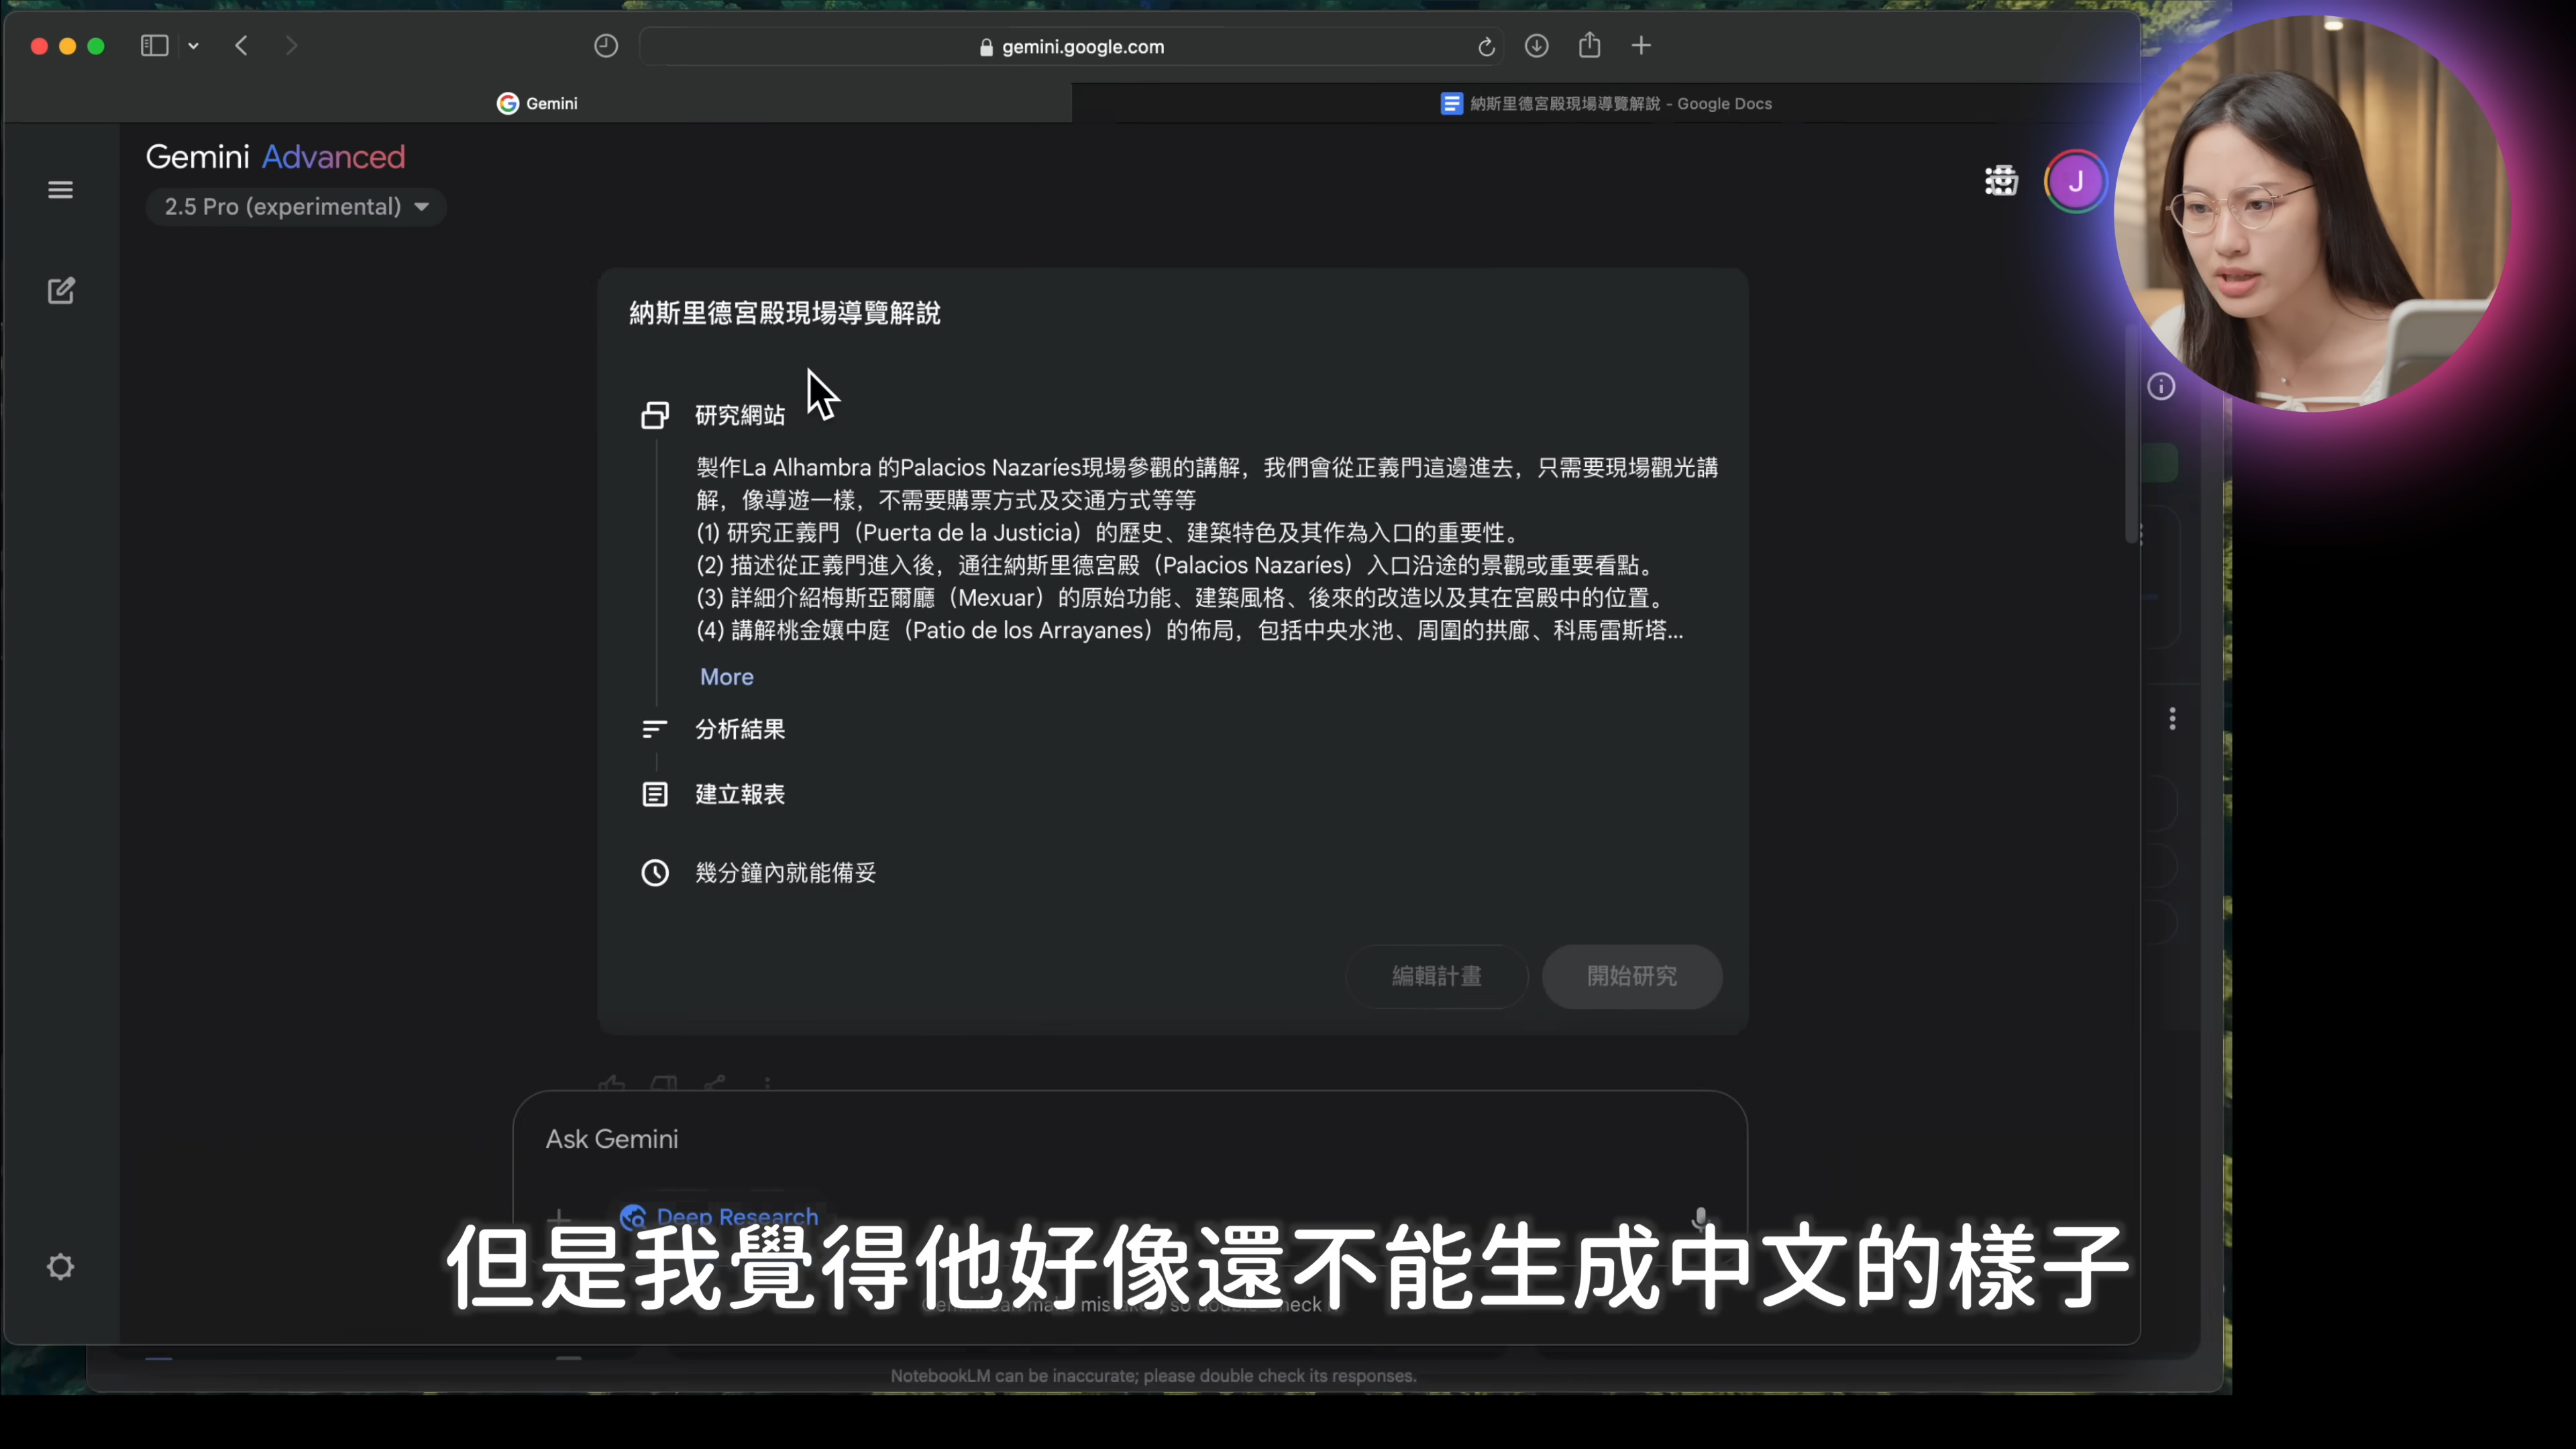 gemini.google.com
Gemini
納斯里德宮殿現場導覽解說 - Google Docs
Gemini Advanced
2.5 Pro (experimental)
J
納斯里德宮殿現場導覽解說
研究網站
製作La Alhambra 的Palacios Nazaríes現場參觀的講解，我們會從正義門這邊進去，只需要現場觀光講
解，像導遊一樣，不需要購票方式及交通方式等等
(1) 研究正義門（Puerta de la Justicia）的歷史、建築特色及其作為入口的重要性。
(2) 描述從正義門進入後，通往納斯里德宮殿（Palacios Nazaríes）入口沿途的景觀或重要看點。
(3) 詳細介紹梅斯亞爾廳（Mexuar）的原始功能、建築風格、後來的改造以及其在宮殿中的位置。
(4) 講解桃金孃中庭（Patio de los Arrayanes）的佈局，包括中央水池、周圍的拱廊、科馬雷斯塔...
More
分析結果
建立報表
幾分鐘內就能備妥
編輯計畫
開始研究
Ask Gemini
Deep Research
但是我覺得他好像還不能生成中文的樣子
NotebookLM can be inaccurate; please double check its responses.